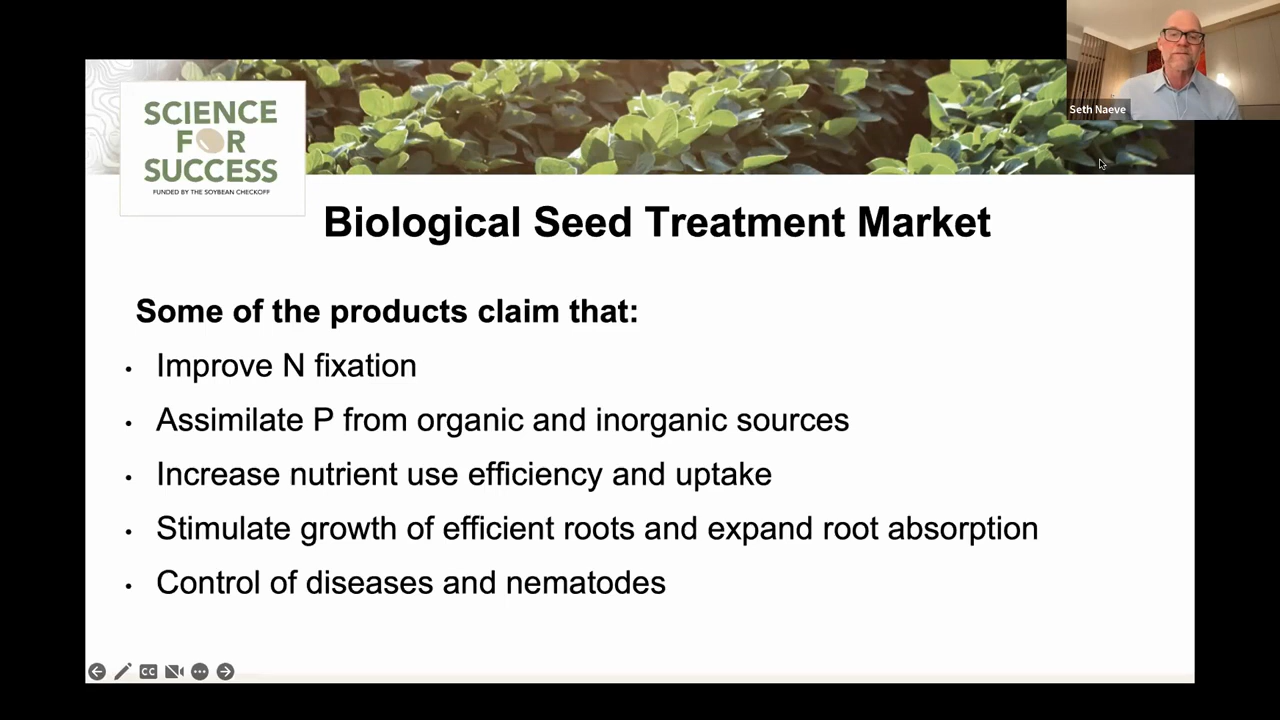 Seth Naeve
SCIENCE
FOR
SUCCESS
FUNDED BY THE SOYBEAN CHECKOFF
Biological Seed Treatment Market
Some of the products claim that:
• Improve N fixation
• Assimilate P from organic and inorganic sources
• Increase nutrient use efficiency and uptake
• Stimulate growth of efficient roots and expand root absorption
• Control of diseases and nematodes
CC